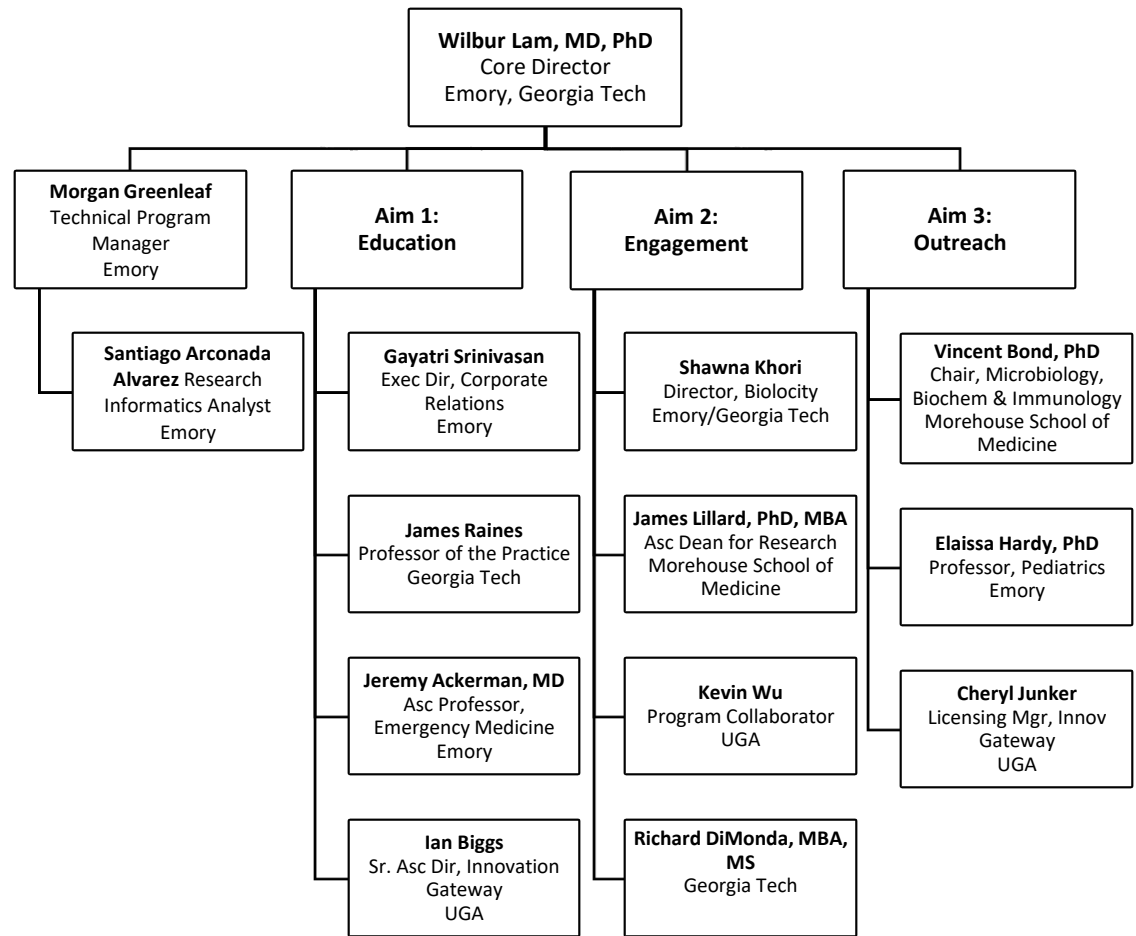 Wilbur Lam, MD, PhD
Core Director
Emory, Georgia Tech
Morgan Greenleaf
Technical Program
Manager
Emory
Santiago Arconada
Alvarez Research
Informatics Analyst
Emory
Aim 1:
Education
Gayatri Srinivasan
Exec Dir, Corporate
Relations
Emory
James Raines
Professor of the Practice
Georgia Tech
Jeremy Ackerman, MD
Asc Professor,
Emergency Medicine
Emory
Ian Biggs
Sr. Asc Dir, Innovation
Gateway
UGA
Aim 2:
Engagement
Shawna Khori
Director, Biolocity
Emory/Georgia Tech
James Lillard, PhD, MBA
Asc Dean for Research
Morehouse School of
Medicine
Kevin Wu
Program Collaborator
UGA
Richard DiMonda, MBA,
MS
Georgia Tech
Aim 3:
Outreach
Vincent Bond, PhD
Chair, Microbiology,
Biochem & Immunology
Morehouse School of
Medicine
Elaissa Hardy, PhD
Professor, Pediatrics
Emory
Cheryl Junker
Licensing Mgr, Innov
Gateway
UGA